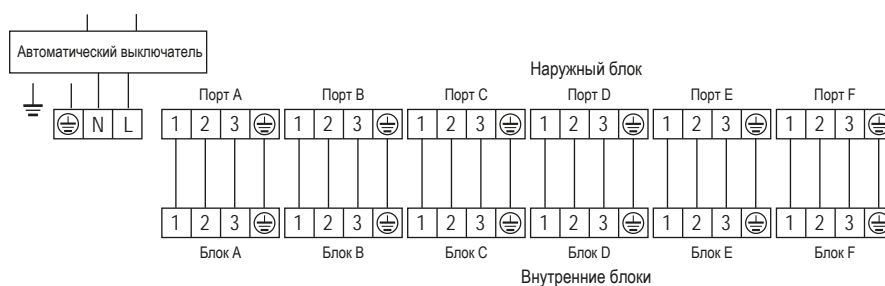 Автоматический выключатель
Наружный блок
Порт A Порт B Порт C Порт D Порт E Порт F
N L 1 2 3 1 2 3 1 2 3 1 2 3 1 2 3 1 2 3
1 2 3 1 2 3 1 2 3 1 2 3 1 2 3 1 2 3
Блок A Блок B Блок C Блок D Блок E Блок F
Внутренние блоки